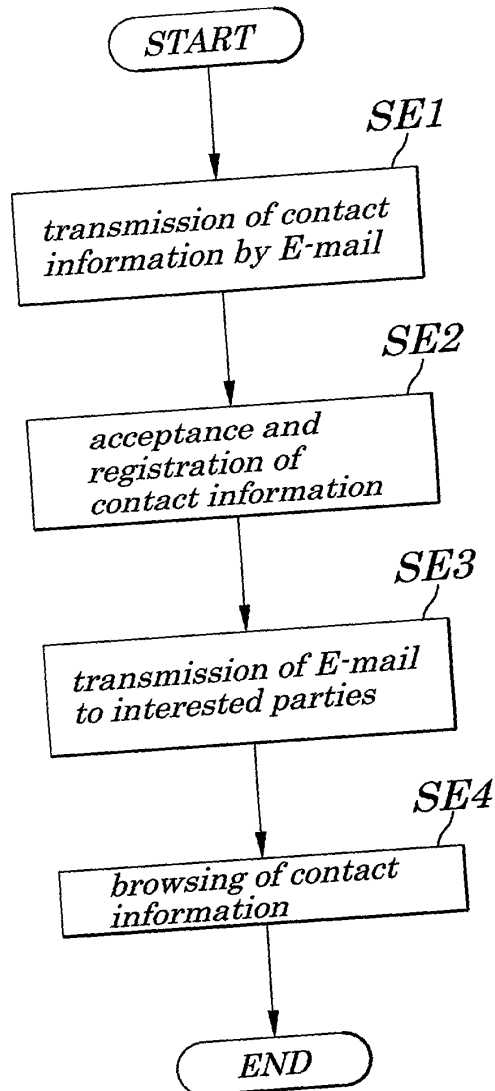 START
SE1
transmission of contact
information by E-mail
SE2
acceptance and
registration of
contact information
SE3
transmission of E-mail
to interested parties
SE4
browsing of contact
information
END